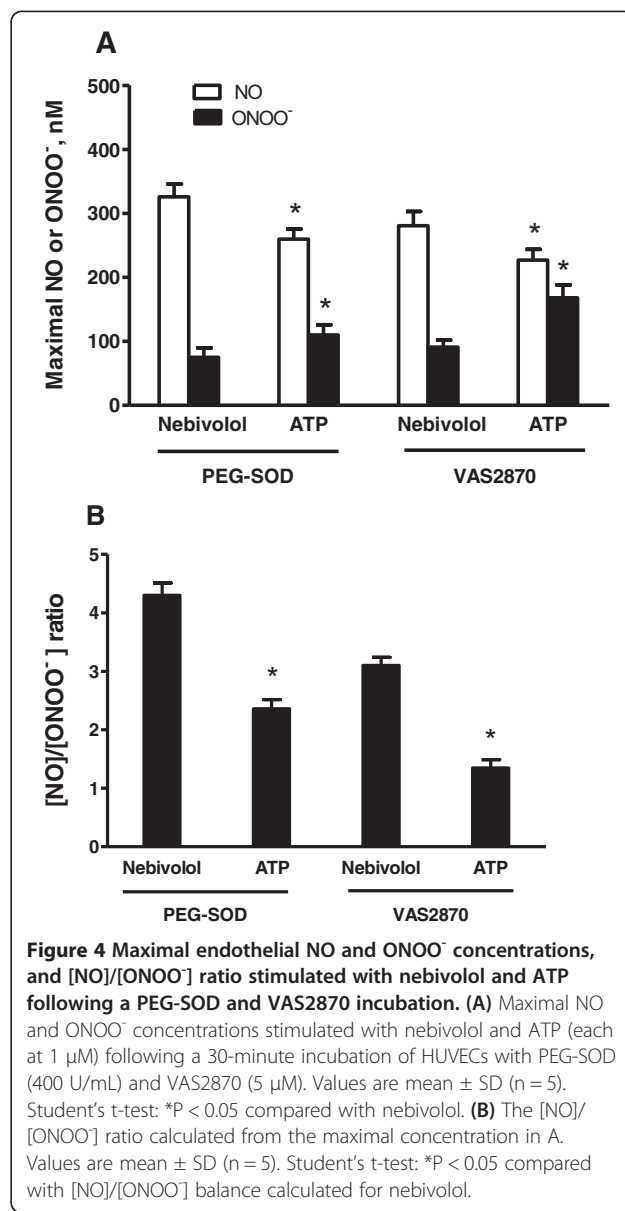 A
500
400
300
200
100
0
Maximal NO or ONOO⁻, nM
NO
ONOO⁻
* * * *
Nebivolol ATP Nebivolol ATP
PEG-SOD VAS2870
B
5
4
3
2
1
0
[NO]/[ONOO⁻] ratio
* *
Nebivolol ATP Nebivolol ATP
PEG-SOD VAS2870
Figure 4 Maximal endothelial NO and ONOO⁻ concentrations,
and [NO]/[ONOO⁻] ratio stimulated with nebivolol and ATP
following a PEG-SOD and VAS2870 incubation. (A) Maximal NO
and ONOO⁻ concentrations stimulated with nebivolol and ATP (each
at 1 μM) following a 30-minute incubation of HUVECs with PEG-SOD
(400 U/mL) and VAS2870 (5 μM). Values are mean ± SD (n = 5).
Student's t-test: *P < 0.05 compared with nebivolol. (B) The [NO]/
[ONOO⁻] ratio calculated from the maximal concentration in A.
Values are mean ± SD (n = 5). Student's t-test: *P < 0.05 compared
with [NO]/[ONOO⁻] balance calculated for nebivolol.